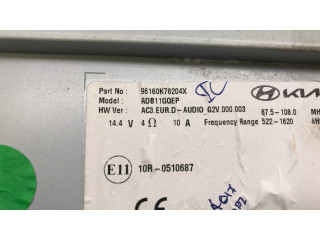 Part No : 96160K78204X
Model : ADB11GGEP
HW Ver : AC3.EUR.D-AUDIO G2V.000.003
87.5-108.0
14.4 V 4Ω 10 A Frequency Range 522-1620
E11 10R-0510687
CE